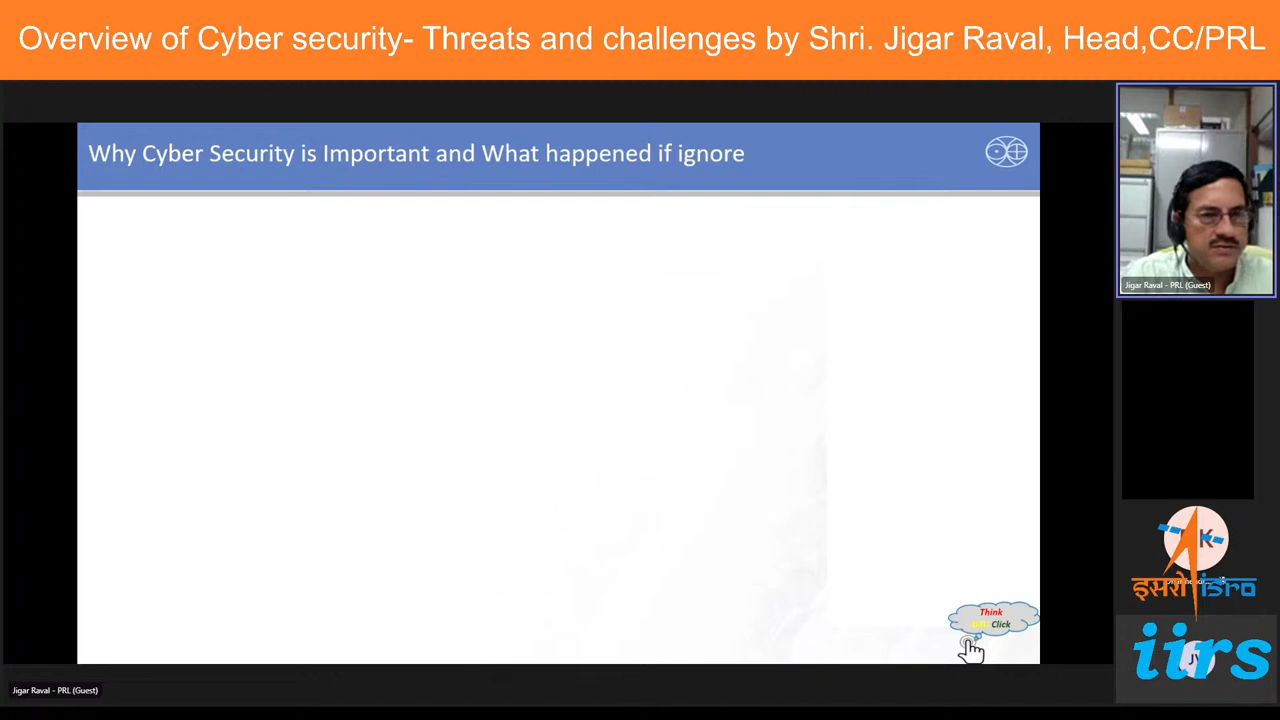 Overview of Cyber security- Threats and challenges by Shri. Jigar Raval, Head,CC/PRL
Why Cyber Security is Important and What happened if ignore
Jigar Raval - PRL (Guest)
Think
Click
K
इसरो isro
iirs
JY
Jigar Raval - PRL (Guest)